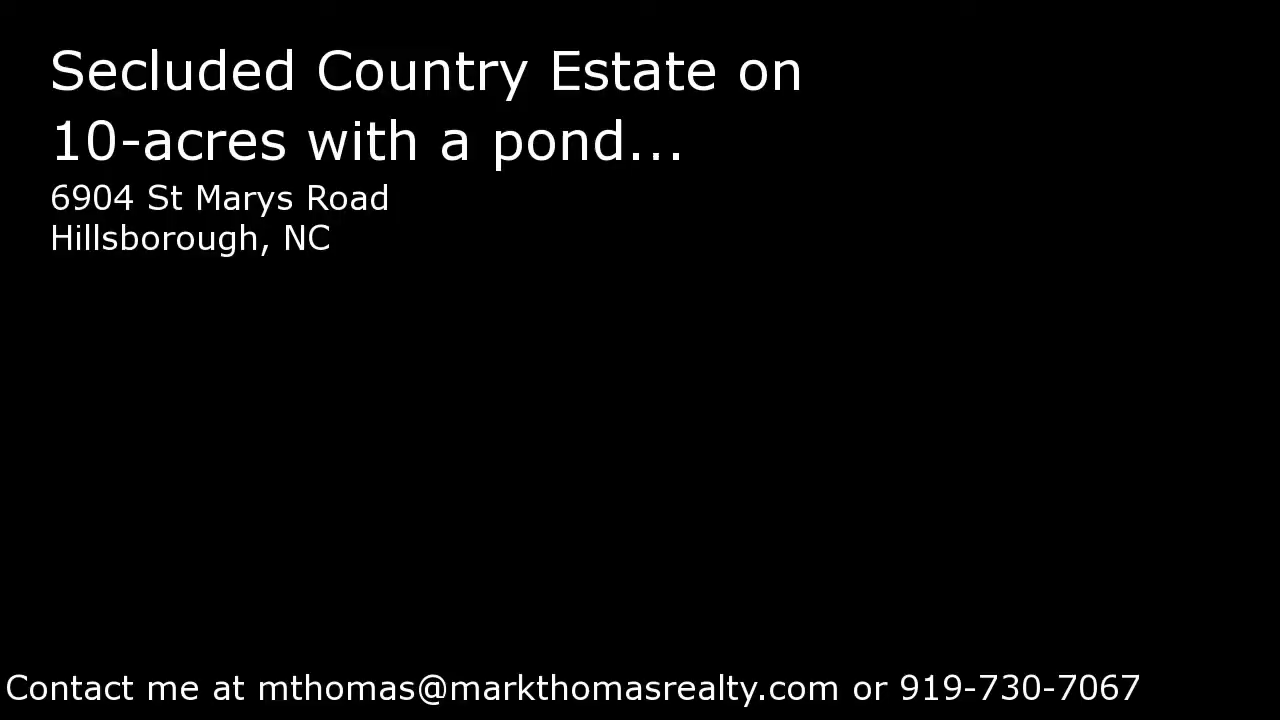 Secluded Country Estate on
10-acres with a pond...
6904 St Marys Road
Hillsborough, NC
Contact me at mthomas@markthomasrealty.com or 919-730-7067